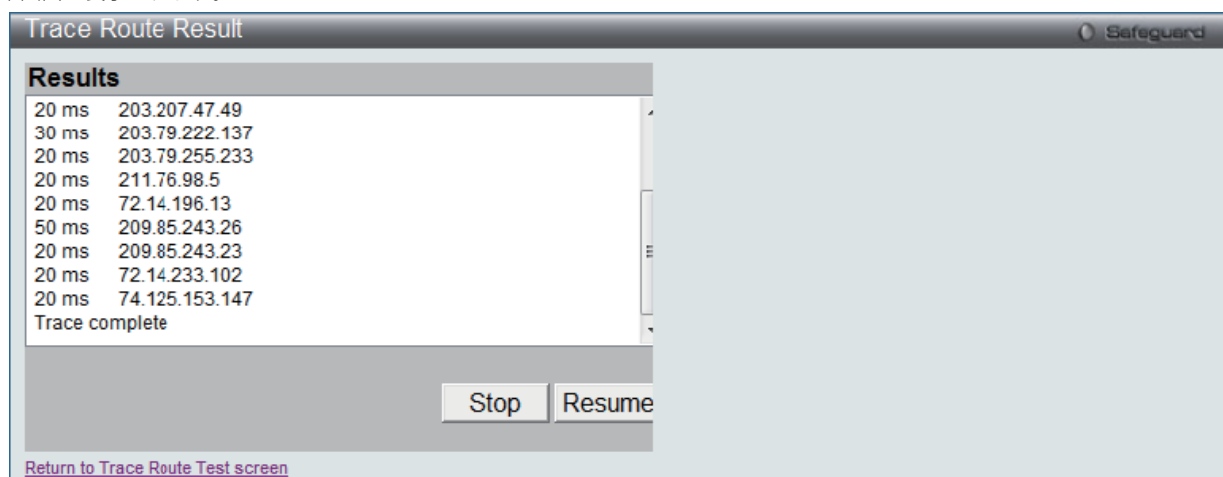 Trace Route Result
Safeguard
Results
20 ms 203.207.47.49
30 ms 203.79.222.137
20 ms 203.79.255.233
20 ms 211.76.98.5
20 ms 72.14.196.13
50 ms 209.85.243.26
20 ms 209.85.243.23
20 ms 72.14.233.102
20 ms 74.125.153.147
Trace complete
Stop Resume
Return to Trace Route Test screen